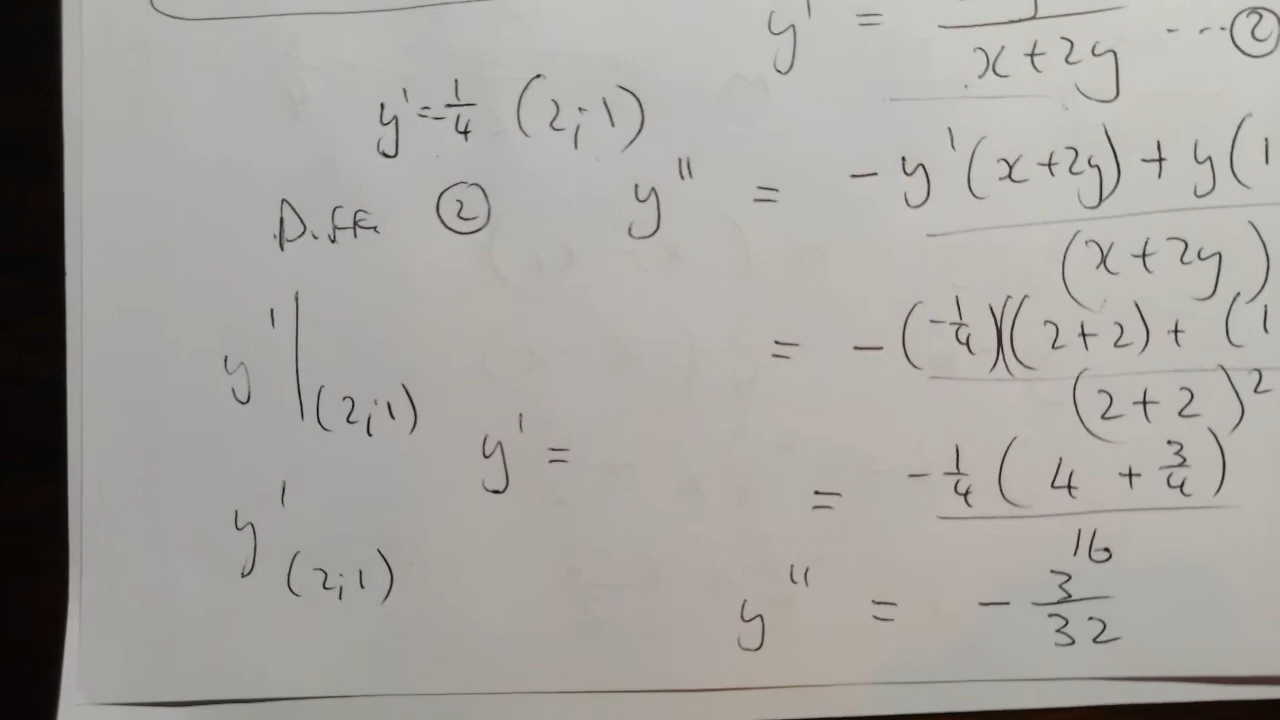 y' = / x+2y ---②
y'=-1/4 (2;1)
Diff ② y" = -y'(x+2y) + y(1 / (x+2y)
y'|(2;1) = -(-1/4)((2+2) + (1 / (2+2)²
y' = = -1/4 ( 4 + 3/4 ) / 16
y'(2;1)
y" = - 3/32